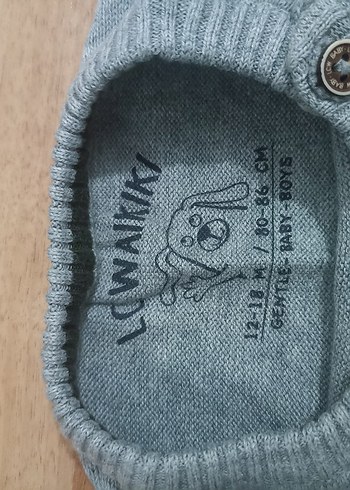 LCWAIKIKI
12-18 M / 80-86 CM
GENTLE-BABY-BOYS